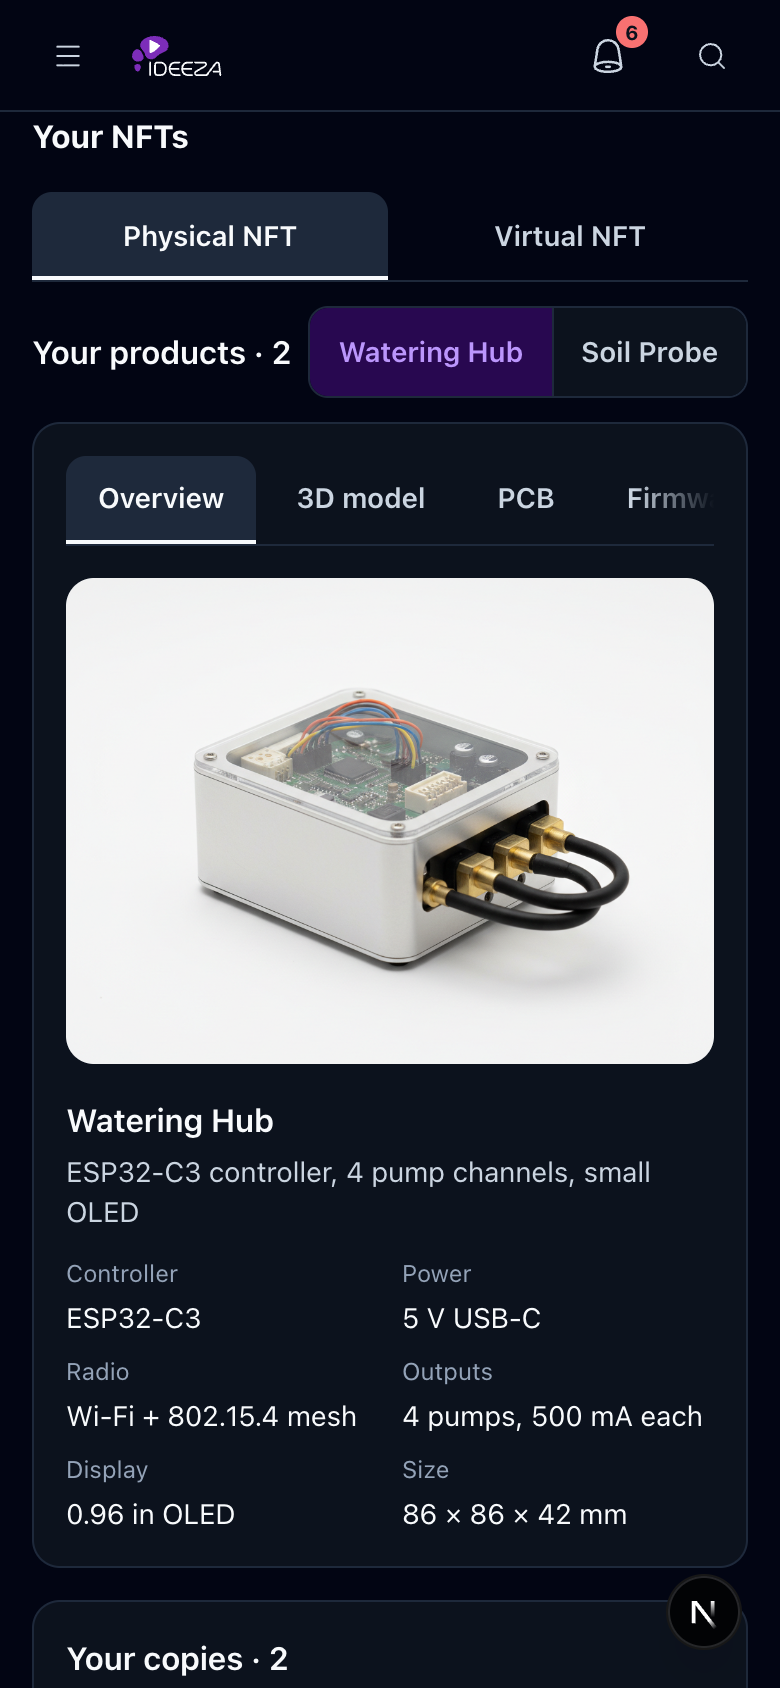 IDEEZA
6
Your NFTs
Physical NFT
Virtual NFT
Your products · 2
Watering Hub
Soil Probe
Overview
3D model
PCB
Firmw
Watering Hub
ESP32-C3 controller, 4 pump channels, small
OLED
Controller
Power
ESP32-C3
5 V USB-C
Radio
Outputs
Wi-Fi + 802.15.4 mesh
4 pumps, 500 mA each
Display
Size
0.96 in OLED
86 × 86 × 42 mm
N
Your copies · 2